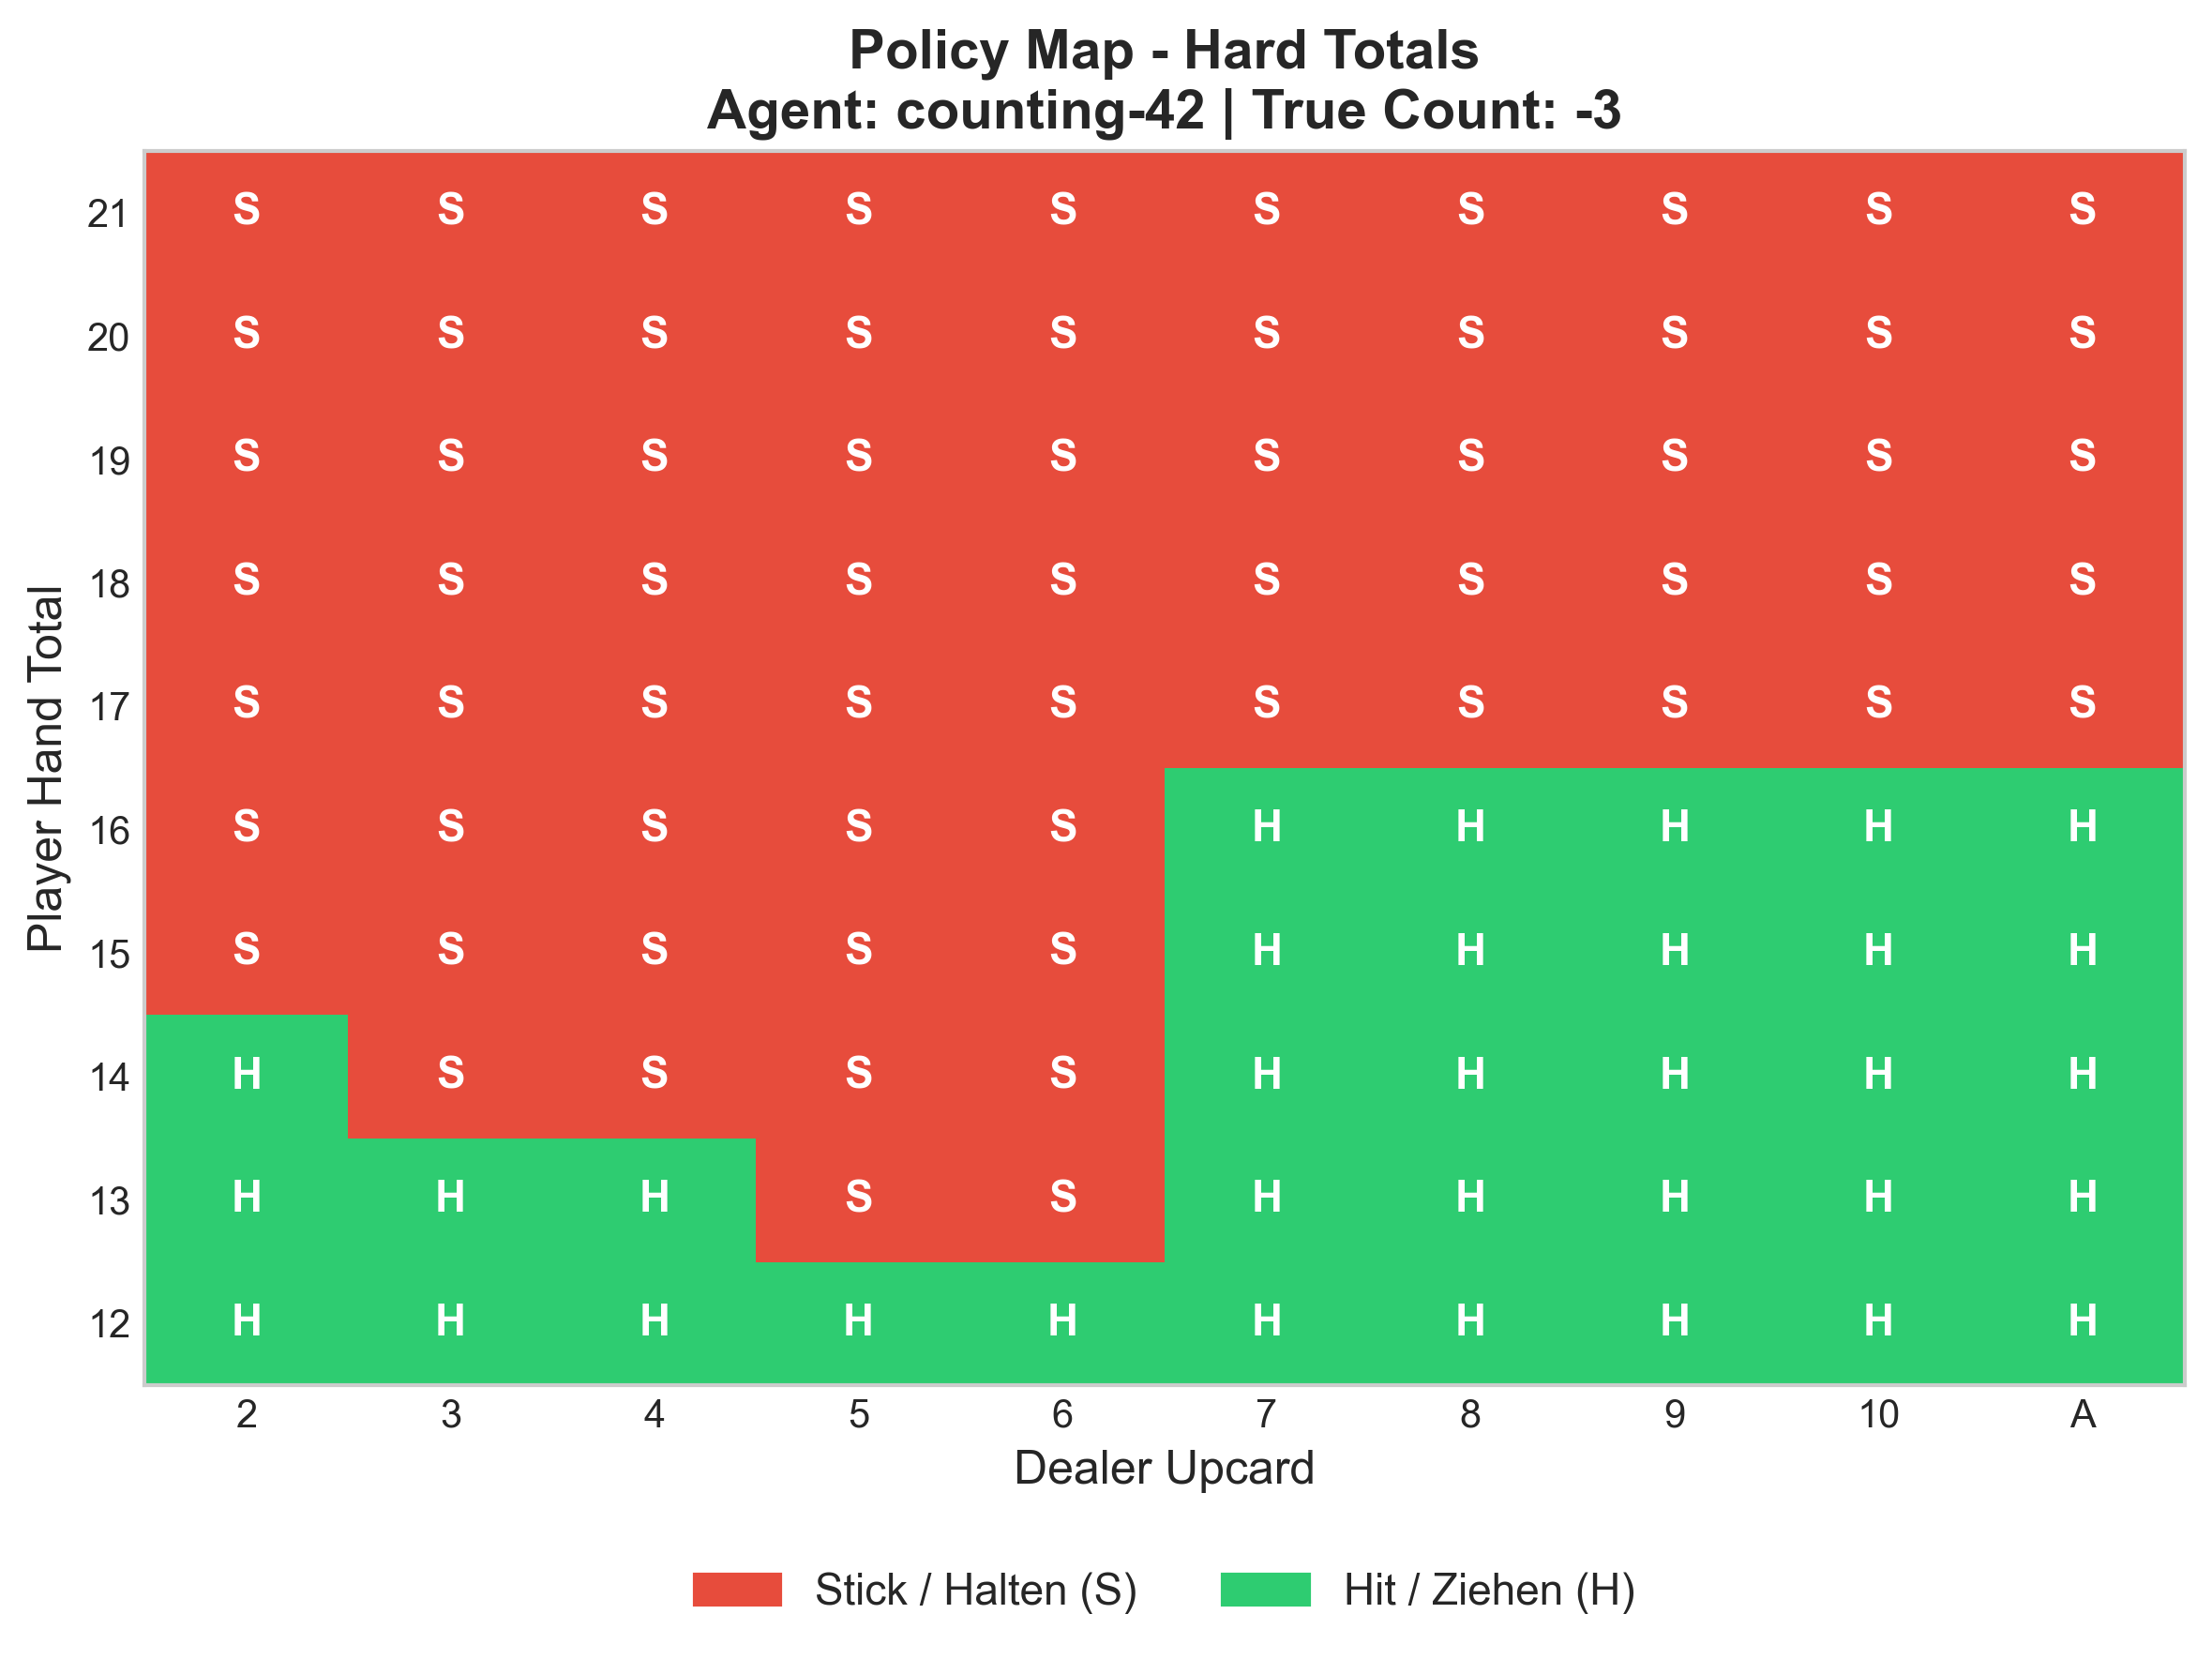 Policy Map - Hard Totals
Agent: counting-42 | True Count: -3
Player Hand Total
21 S S S S S S S S S S
20 S S S S S S S S S S
19 S S S S S S S S S S
18 S S S S S S S S S S
17 S S S S S S S S S S
16 S S S S S H H H H H
15 S S S S S H H H H H
14 H S S S S H H H H H
13 H H H S S H H H H H
12 H H H H H H H H H H
2 3 4 5 6 7 8 9 10 A
Dealer Upcard
Stick / Halten (S) Hit / Ziehen (H)